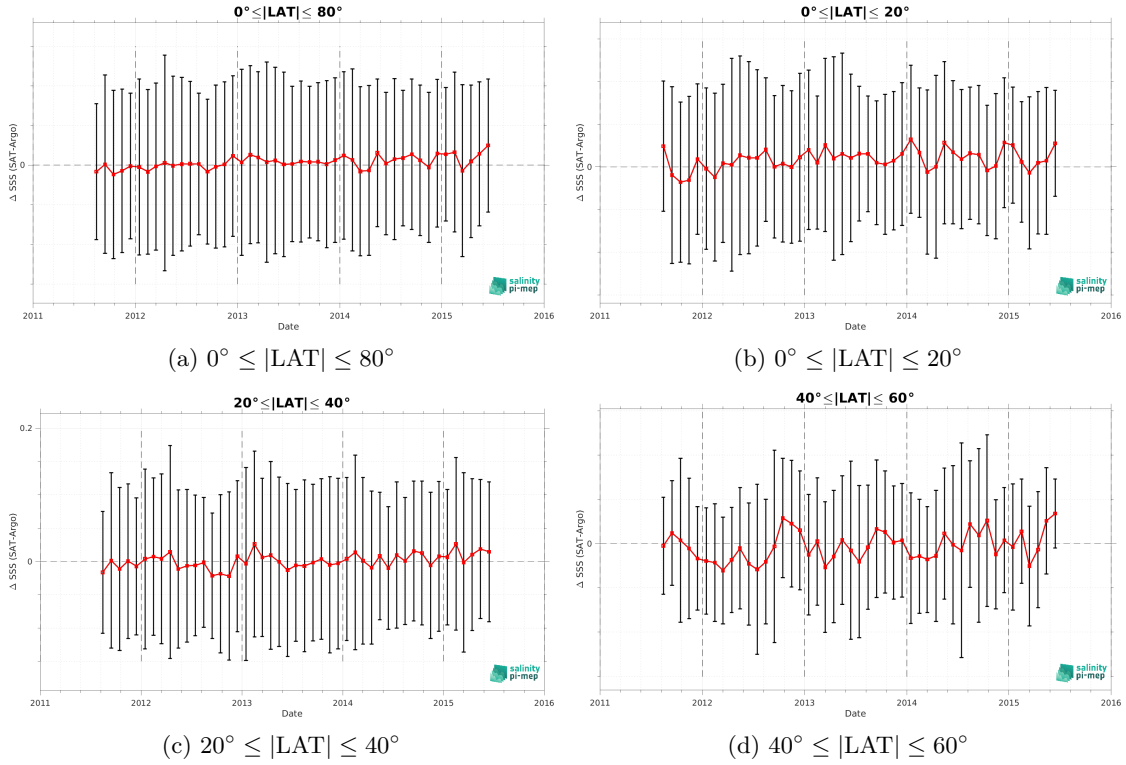 0°≤|LAT|≤ 80°
Δ SSS (SAT-Argo)
0
2011 2012 2013 2014 2015 2016
Date
salinity
pi-mep
(a) 0° ≤ |LAT| ≤ 80°
0°≤|LAT|≤ 20°
Δ SSS (SAT-Argo)
0
2011 2012 2013 2014 2015 2016
Date
salinity
pi-mep
(b) 0° ≤ |LAT| ≤ 20°
20°≤|LAT|≤ 40°
Δ SSS (SAT-Argo)
0.2
0
2011 2012 2013 2014 2015 2016
Date
salinity
pi-mep
(c) 20° ≤ |LAT| ≤ 40°
40°≤|LAT|≤ 60°
Δ SSS (SAT-Argo)
0
2011 2012 2013 2014 2015 2016
Date
salinity
pi-mep
(d) 40° ≤ |LAT| ≤ 60°